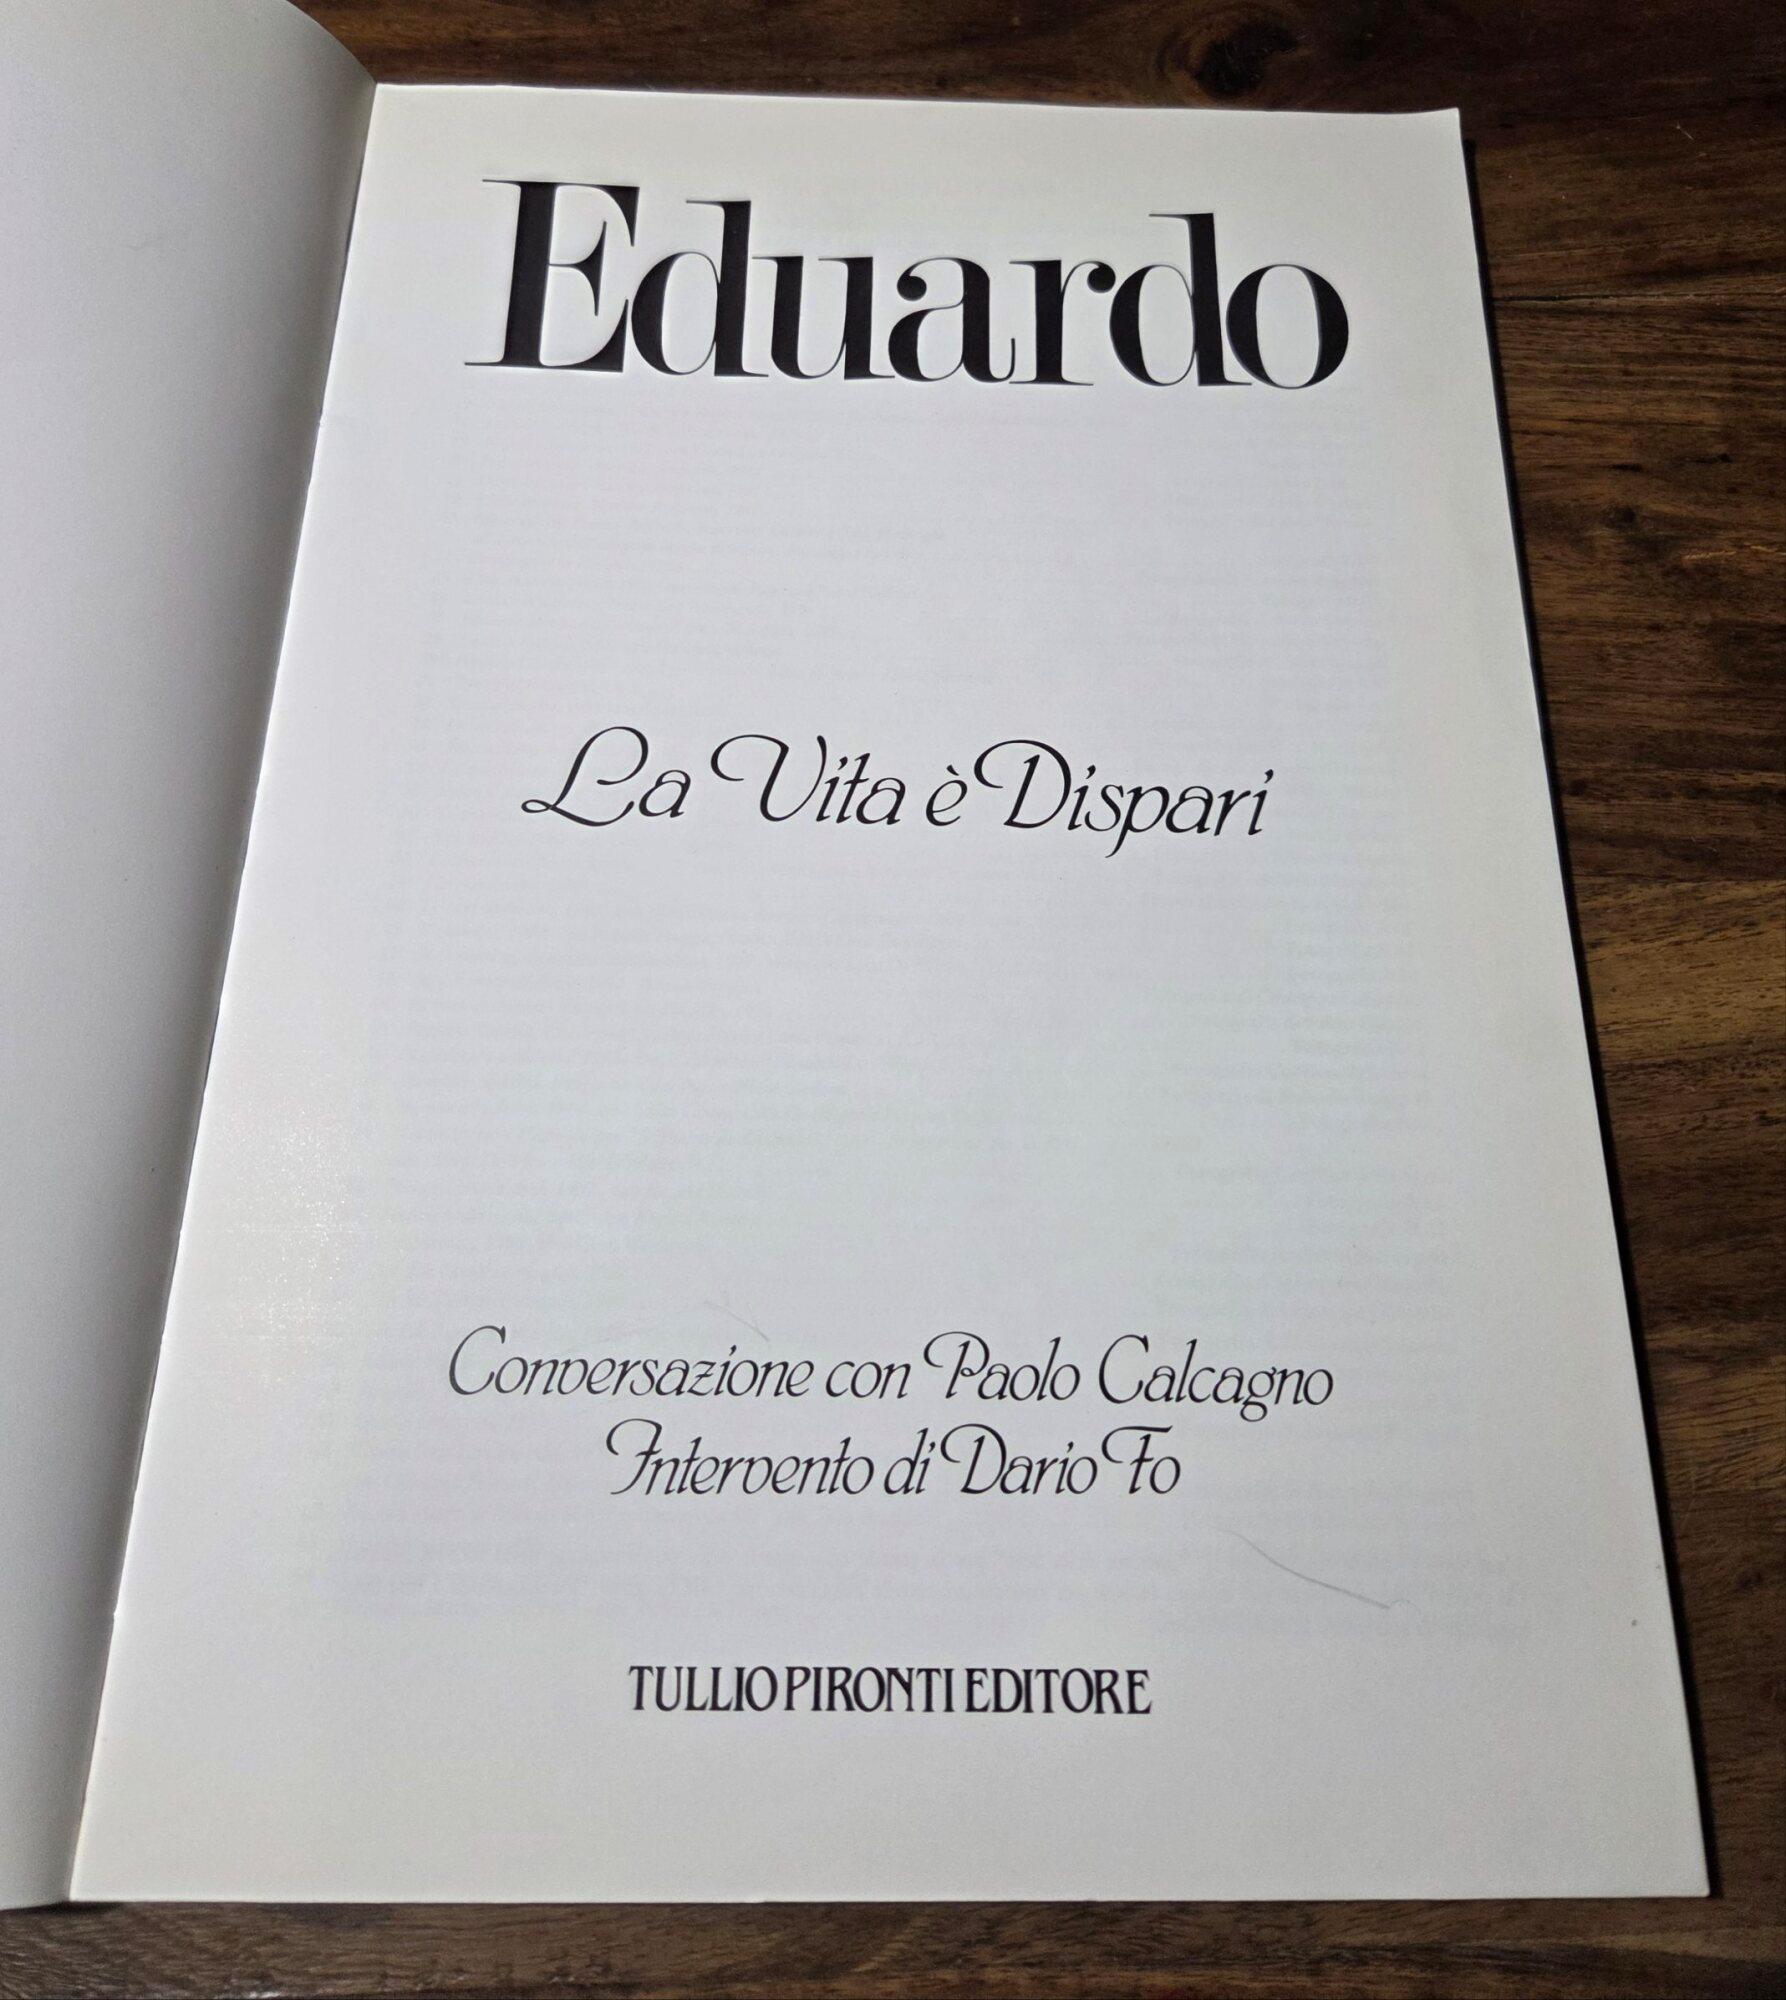 Eduardo
La Vita è Dispari
Conversazione con Paolo Calcagno
Intervento di Dario Fo
TULLIO PIRONTI EDITORE